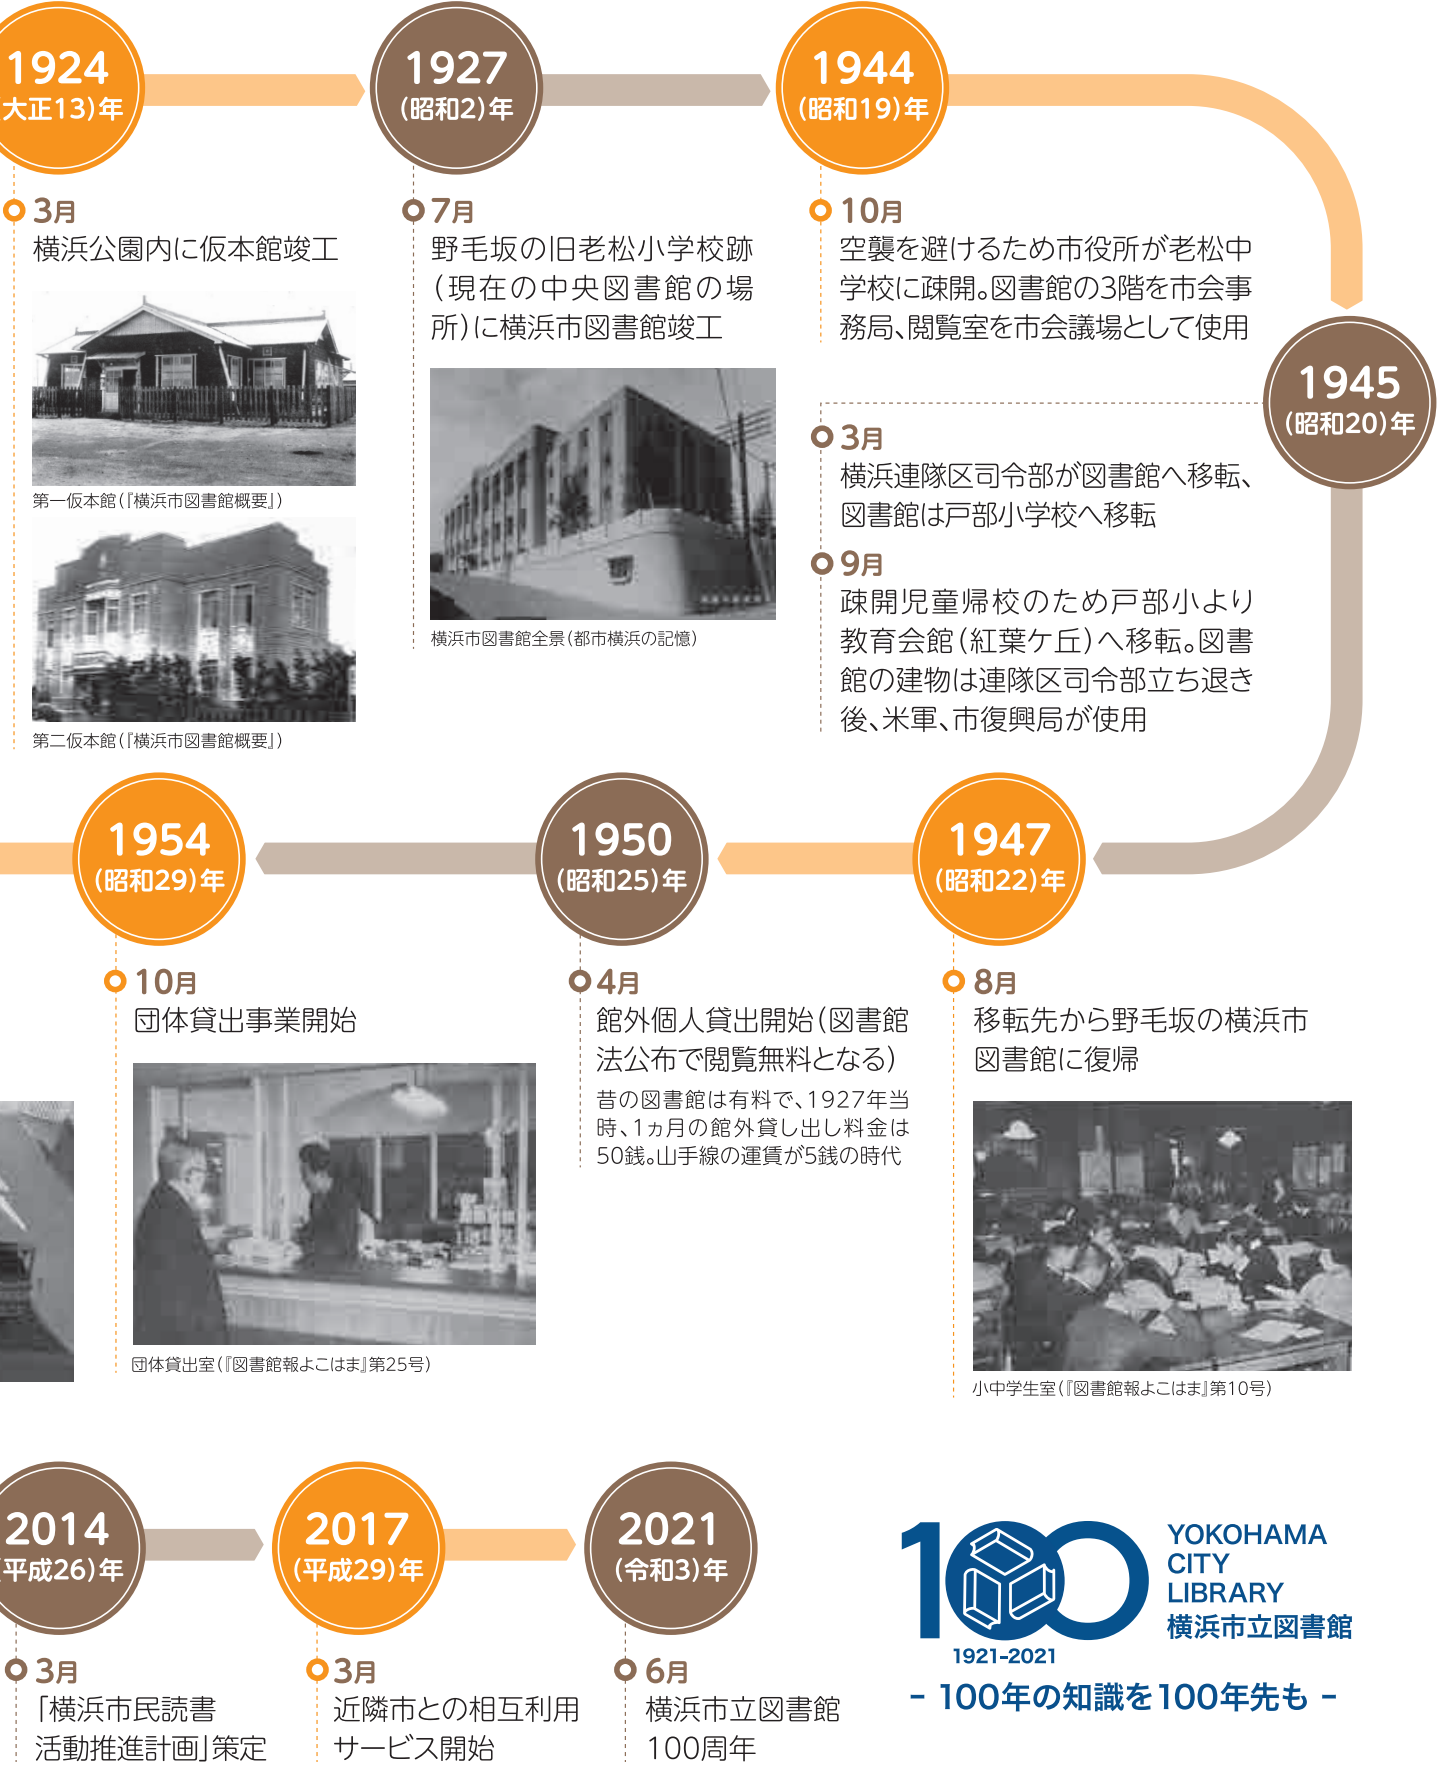 1924
(大正13)年
3月
横浜公園内に仮本館竣工
第一仮本館(『横浜市図書館概要』)
第二仮本館(『横浜市図書館概要』)
1927
(昭和2)年
7月
野毛坂の旧老松小学校跡
(現在の中央図書館の場
所)に横浜市図書館竣工
横浜市図書館全景(都市横浜の記憶)
1944
(昭和19)年
10月
空襲を避けるため市役所が老松中
学校に疎開。図書館の3階を市会事
務局、閲覧室を市会議場として使用
1945
(昭和20)年
3月
横浜連隊区司令部が図書館へ移転、
図書館は戸部小学校へ移転
9月
疎開児童帰校のため戸部小より
教育会館(紅葉ケ丘)へ移転。図書
館の建物は連隊区司令部立ち退き
後、米軍、市復興局が使用
1947
(昭和22)年
8月
移転先から野毛坂の横浜市
図書館に復帰
小中学生室(『図書館報よこはま』第10号)
1950
(昭和25)年
4月
館外個人貸出開始(図書館
法公布で閲覧無料となる)
昔の図書館は有料で、1927年当
時、1ヵ月の館外貸し出し料金は
50銭。山手線の運賃が5銭の時代
1954
(昭和29)年
10月
団体貸出事業開始
団体貸出室(『図書館報よこはま』第25号)
2014
(平成26)年
3月
「横浜市民読書
活動推進計画」策定
2017
(平成29)年
3月
近隣市との相互利用
サービス開始
2021
(令和3)年
6月
横浜市立図書館
100周年
100
1921-2021
YOKOHAMA
CITY
LIBRARY
横浜市立図書館
- 100年の知識を100年先も -